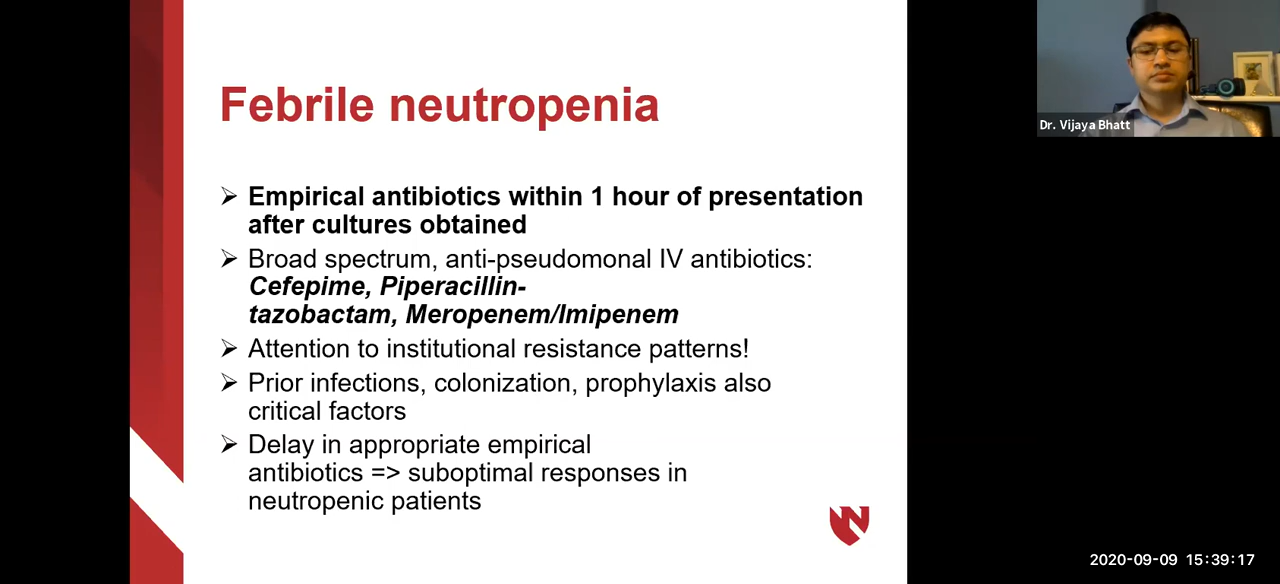 Febrile neutropenia
➢ Empirical antibiotics within 1 hour of presentation
after cultures obtained
➢ Broad spectrum, anti-pseudomonal IV antibiotics:
Cefepime, Piperacillin-
tazobactam, Meropenem/Imipenem
➢ Attention to institutional resistance patterns!
➢ Prior infections, colonization, prophylaxis also
critical factors
➢ Delay in appropriate empirical
antibiotics => suboptimal responses in
neutropenic patients
N
Dr. Vijaya Bhatt
2020-09-09 15:39:17